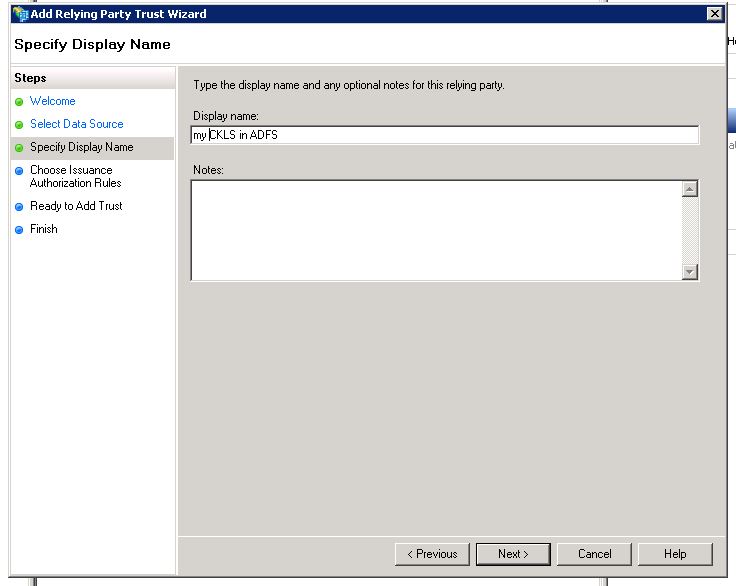 Add Relying Party Trust Wizard
Specify Display Name
Steps
Welcome
Select Data Source
Specify Display Name
Choose Issuance
Authorization Rules
Ready to Add Trust
Finish
Type the display name and any optional notes for this relying party.
Display name:
my CKLS in ADFS
Notes:
< Previous
Next >
Cancel
Help